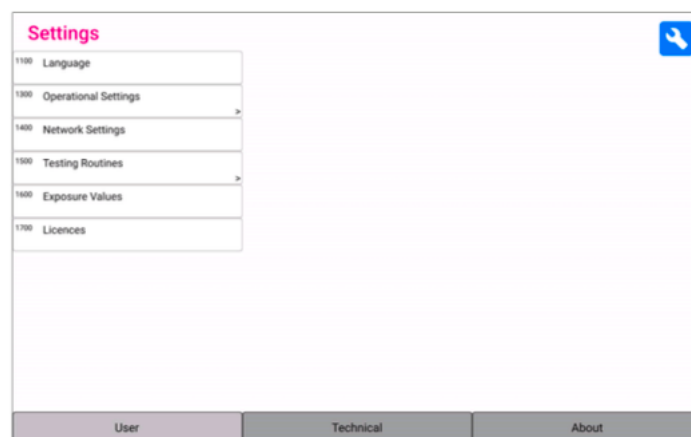 Settings
1100 Language
1300 Operational Settings
>
1400 Network Settings
1500 Testing Routines
>
1600 Exposure Values
1700 Licences
User Technical About